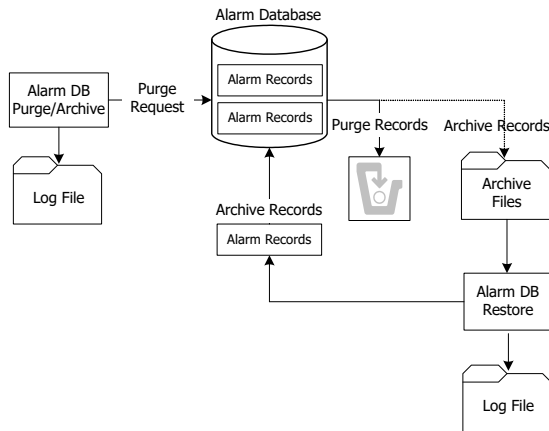 Alarm Database
Alarm DB
Purge/Archive
Purge
Request
Alarm Records
Alarm Records
Purge Records
Archive Records
Log File
Archive
Files
Archive Records
Alarm Records
Alarm DB
Restore
Log File